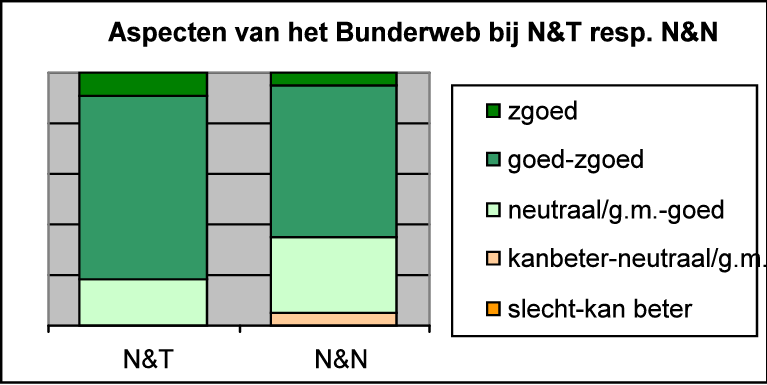 Aspecten van het Bunderweb bij N&T resp. N&N
zgoed
goed-zgoed
neutraal/g.m.-goed
kanbeter-neutraal/g.m.
slecht-kan beter
N&T
N&N